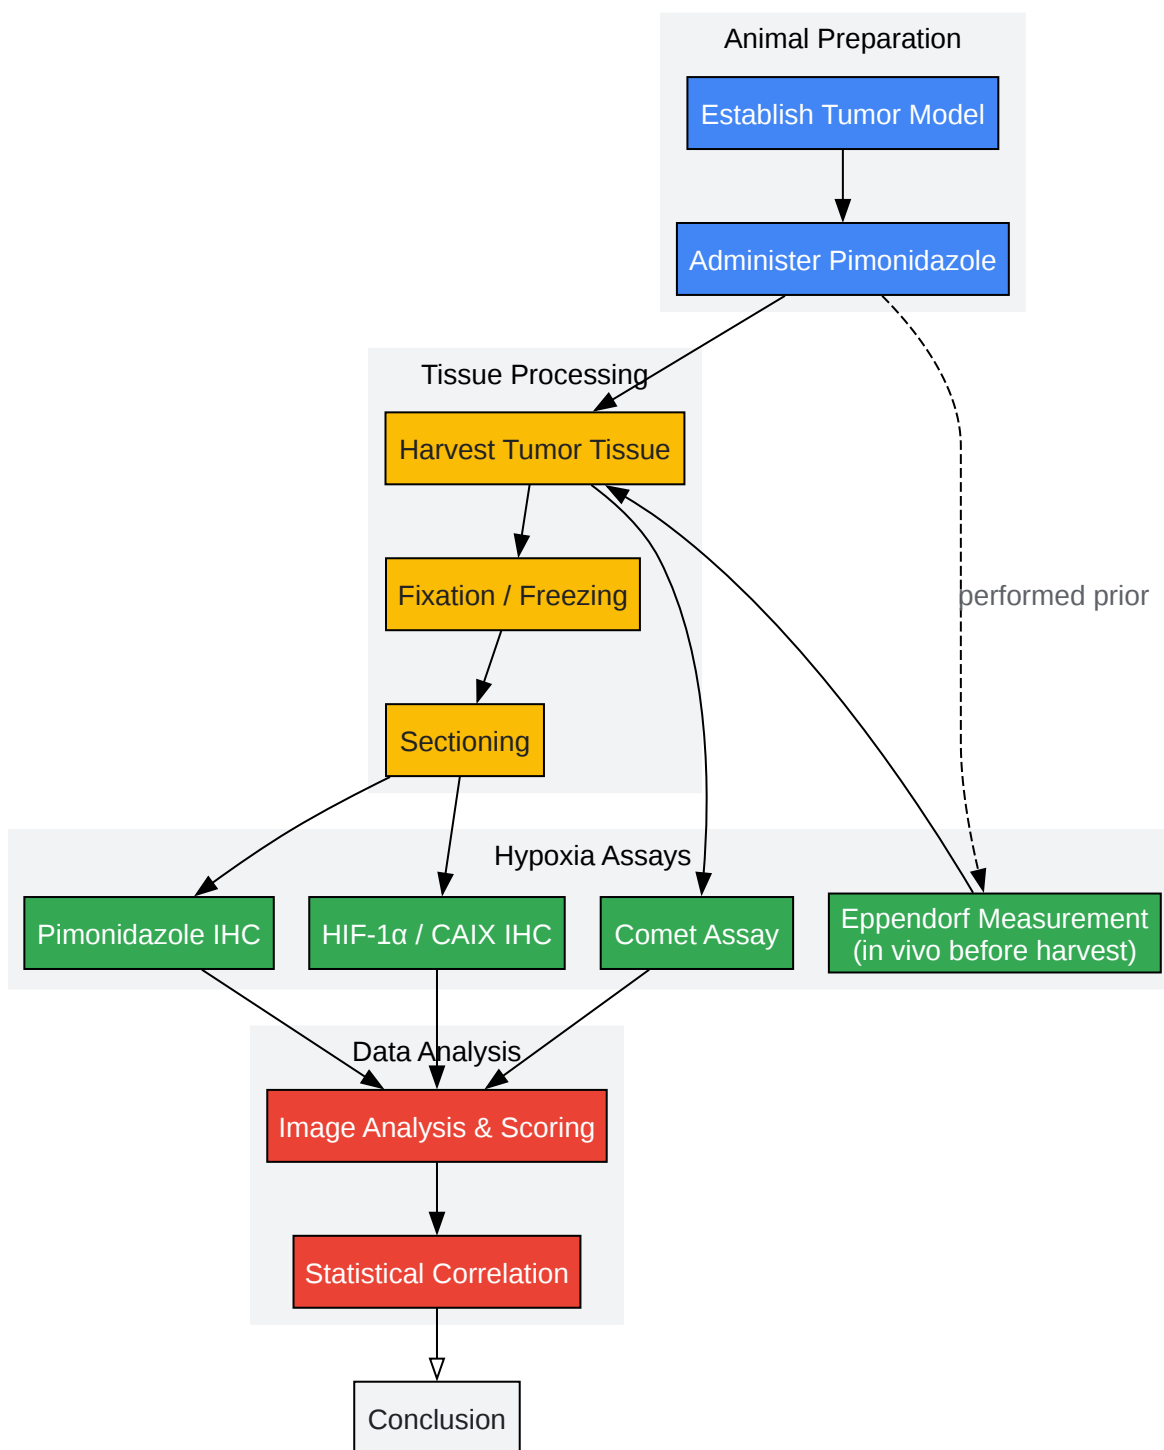 Animal Preparation
Establish Tumor Model
Administer Pimonidazole
Tissue Processing
Harvest Tumor Tissue
Fixation / Freezing
performed prior
Sectioning
Hypoxia Assays
Pimonidazole IHC
HIF-1α / CAIX IHC
Comet Assay
Eppendorf Measurement
(in vivo before harvest)
Data Analysis
Image Analysis & Scoring
Statistical Correlation
Conclusion